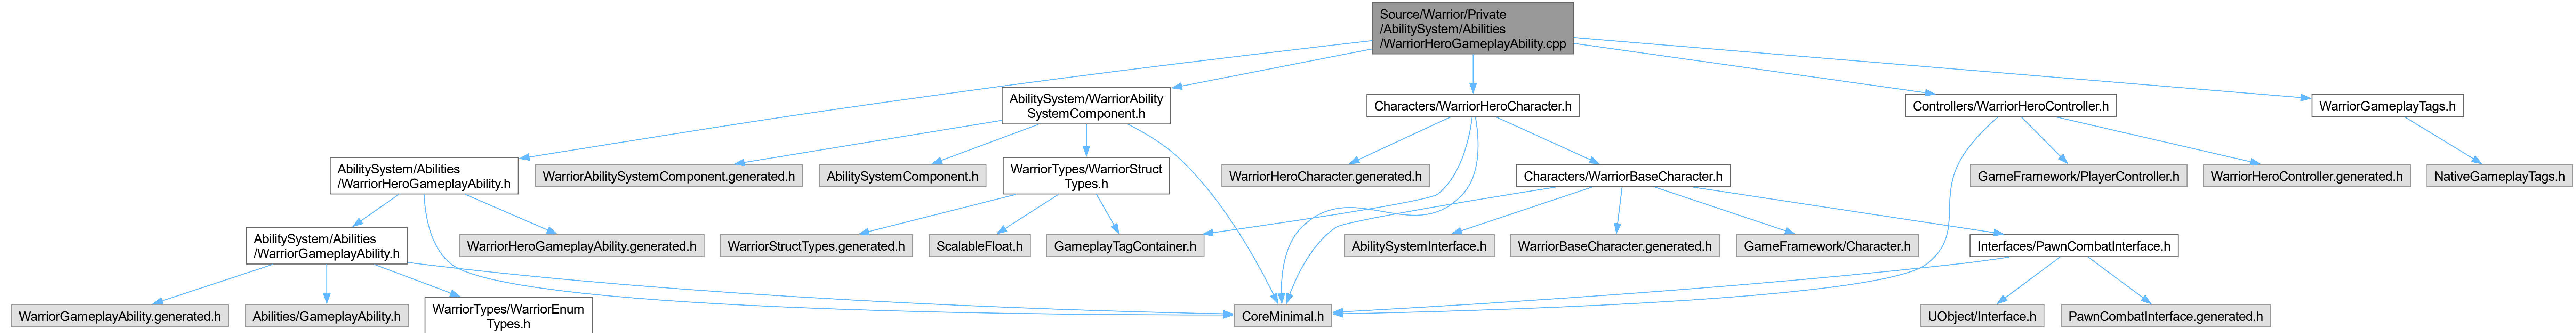 Source/Warrior/Private
/AbilitySystem/Abilities
/WarriorHeroGameplayAbility.cpp
AbilitySystem/WarriorAbility
SystemComponent.h
Characters/WarriorHeroCharacter.h
Controllers/WarriorHeroController.h
WarriorGameplayTags.h
AbilitySystem/Abilities
/WarriorHeroGameplayAbility.h
WarriorAbilitySystemComponent.generated.h
AbilitySystemComponent.h
WarriorTypes/WarriorStruct
Types.h
WarriorHeroCharacter.generated.h
Characters/WarriorBaseCharacter.h
GameFramework/PlayerController.h
WarriorHeroController.generated.h
NativeGameplayTags.h
AbilitySystem/Abilities
/WarriorGameplayAbility.h
WarriorHeroGameplayAbility.generated.h
WarriorStructTypes.generated.h
ScalableFloat.h
GameplayTagContainer.h
AbilitySystemInterface.h
WarriorBaseCharacter.generated.h
GameFramework/Character.h
Interfaces/PawnCombatInterface.h
WarriorGameplayAbility.generated.h
Abilities/GameplayAbility.h
WarriorTypes/WarriorEnum
Types.h
CoreMinimal.h
UObject/Interface.h
PawnCombatInterface.generated.h